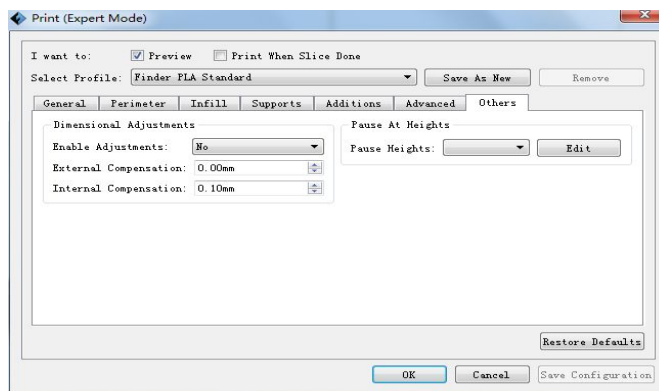 Print (Expert Mode)
I want to: Preview Print When Slice Done
Select Profile: Finder PLA Standard Save As New Remove
General Perimeter Infill Supports Additions Advanced Others
Dimensional Adjustments Pause At Heights
Enable Adjustments: No Pause Heights: Edit
External Compensation: 0.00mm
Internal Compensation: 0.10mm
Restore Defaults
OK Cancel Save Configuration